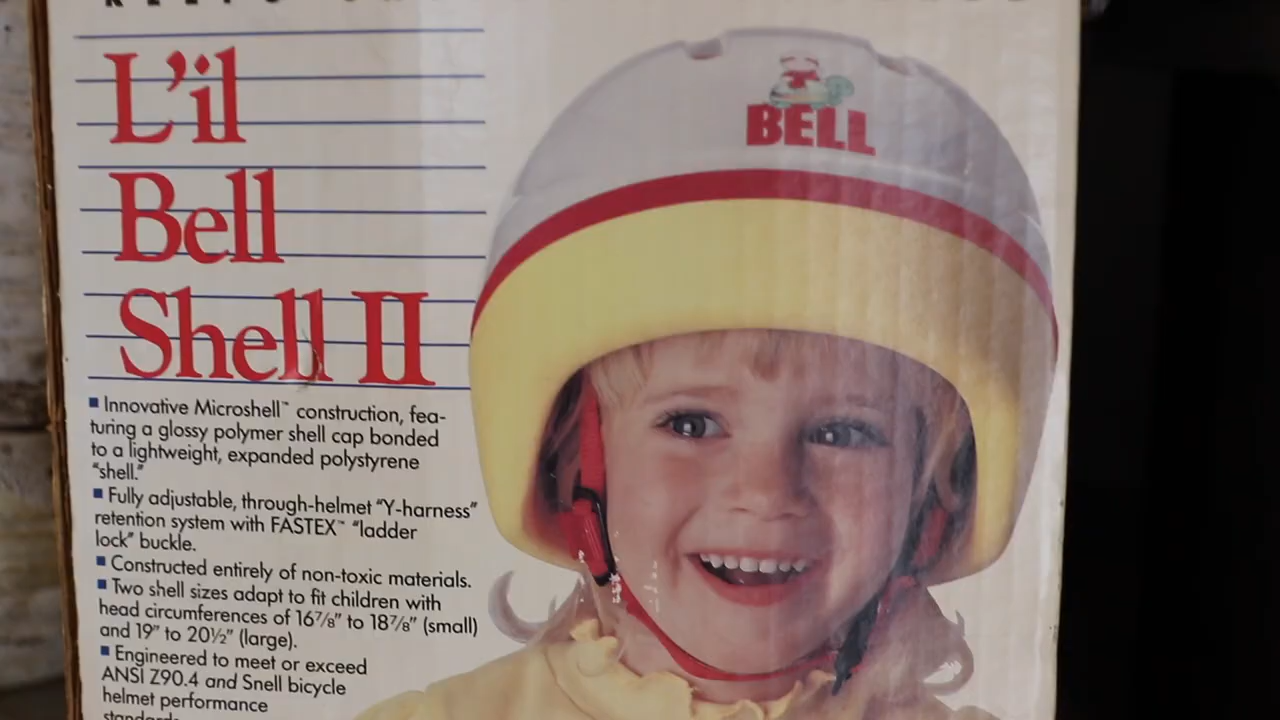 L'il
Bell
Shell II
BELL
▪ Innovative Microshell™ construction, fea-
turing a glossy polymer shell cap bonded
to a lightweight, expanded polystyrene
“shell.”
▪ Fully adjustable, through-helmet “Y-harness”
retention system with FASTEX™ “ladder
lock” buckle.
▪ Constructed entirely of non-toxic materials.
▪ Two shell sizes adapt to fit children with
head circumferences of 16⅞” to 18⅞” (small)
and 19” to 20½” (large).
▪ Engineered to meet or exceed
ANSI Z90.4 and Snell bicycle
helmet performance